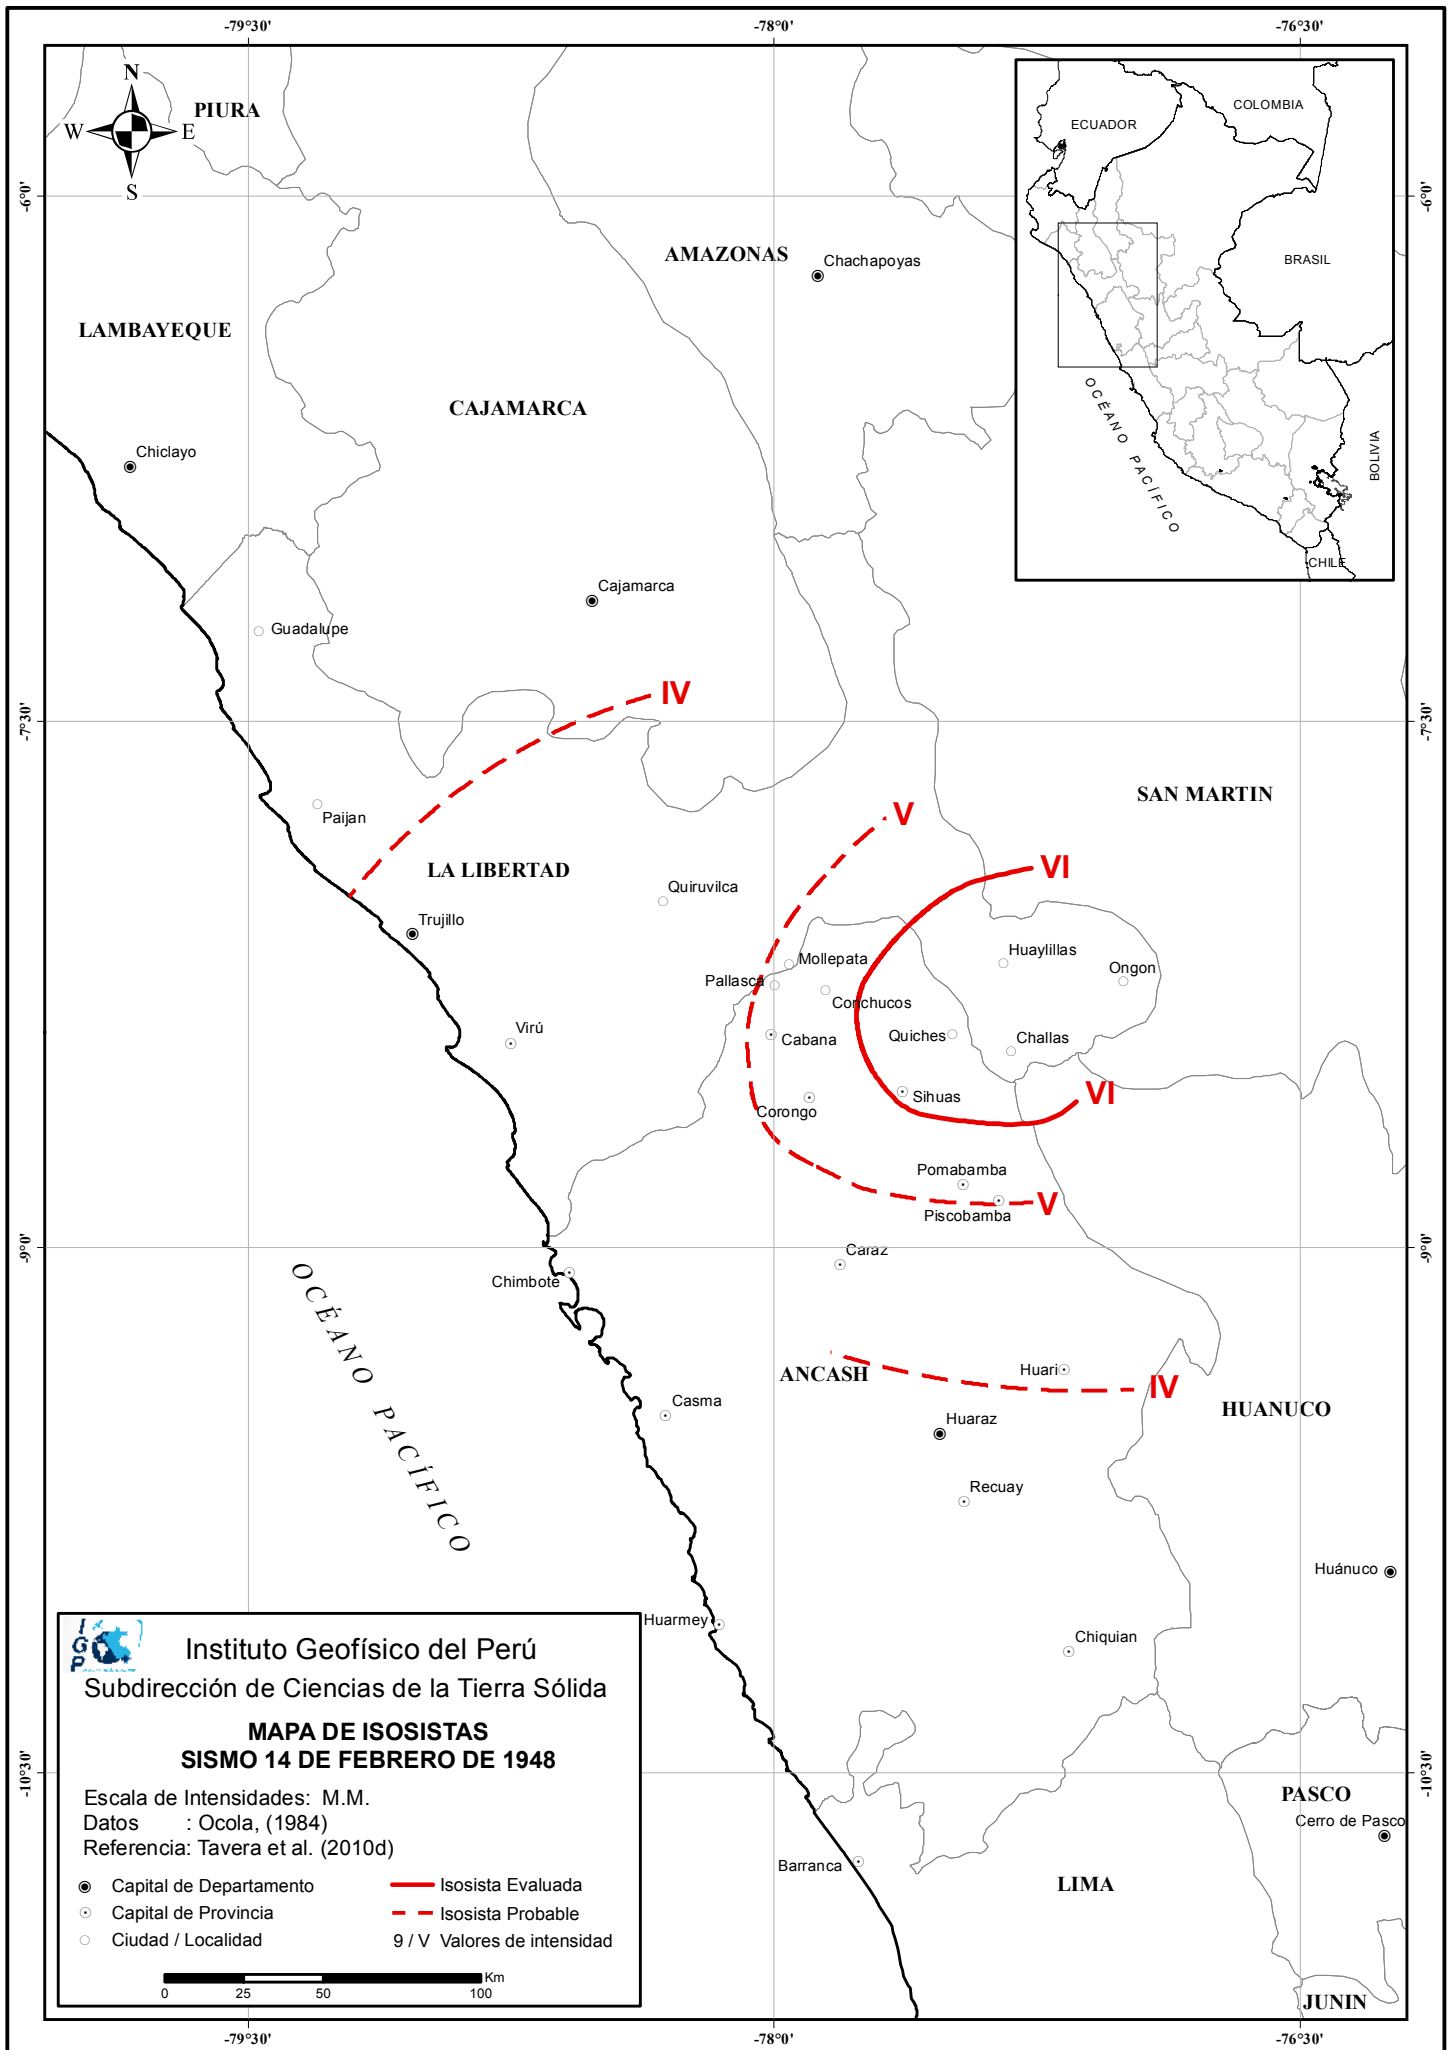 -79°30'
-78°0'
-76°30'
N
W
E
S
PIURA
COLOMBIA
ECUADOR
-6°0'
-6°0'
AMAZONAS
Chachapoyas
BRASIL
LAMBAYEQUE
CAJAMARCA
OCÉANO PACÍFICO
BOLIVIA
Chiclayo
CHILE
Cajamarca
Guadalupe
IV
-7°30'
-7°30'
SAN MARTIN
V
Paijan
LA LIBERTAD
VI
Quiruvilca
Trujillo
Mollepata
Huaylillas
Ongon
Pallasca
Conchucos
Virú
Cabana
Quiches
Challas
Sihuas
VI
Corongo
Pomabamba
V
Piscobamba
-9°0'
-9°0'
Caraz
Chimbote
OCÉANO PACÍFICO
ANCASH
Huari
IV
Casma
HUANUCO
Huaraz
Recuay
Huánuco
Huarmey
Chiquian
IGP
Instituto Geofísico del Perú
Subdirección de Ciencias de la Tierra Sólida
MAPA DE ISOSISTAS
SISMO 14 DE FEBRERO DE 1948
-10°30'
-10°30'
Escala de Intensidades: M.M.
Datos : Ocola, (1984)
Referencia: Tavera et al. (2010d)
PASCO
Cerro de Pasco
Barranca
LIMA
Capital de Departamento
Isosista Evaluada
Capital de Provincia
Isosista Probable
Ciudad / Localidad
9 / V Valores de intensidad
Km
0 25 50 100
JUNIN
-79°30'
-78°0'
-76°30'